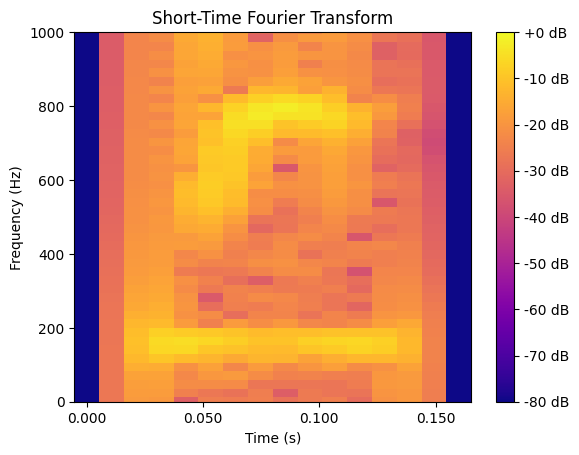 Short-Time Fourier Transform
Frequency (Hz)
1000
800
600
400
200
0
0.000
0.050
0.100
0.150
Time (s)
+0 dB
-10 dB
-20 dB
-30 dB
-40 dB
-50 dB
-60 dB
-70 dB
-80 dB